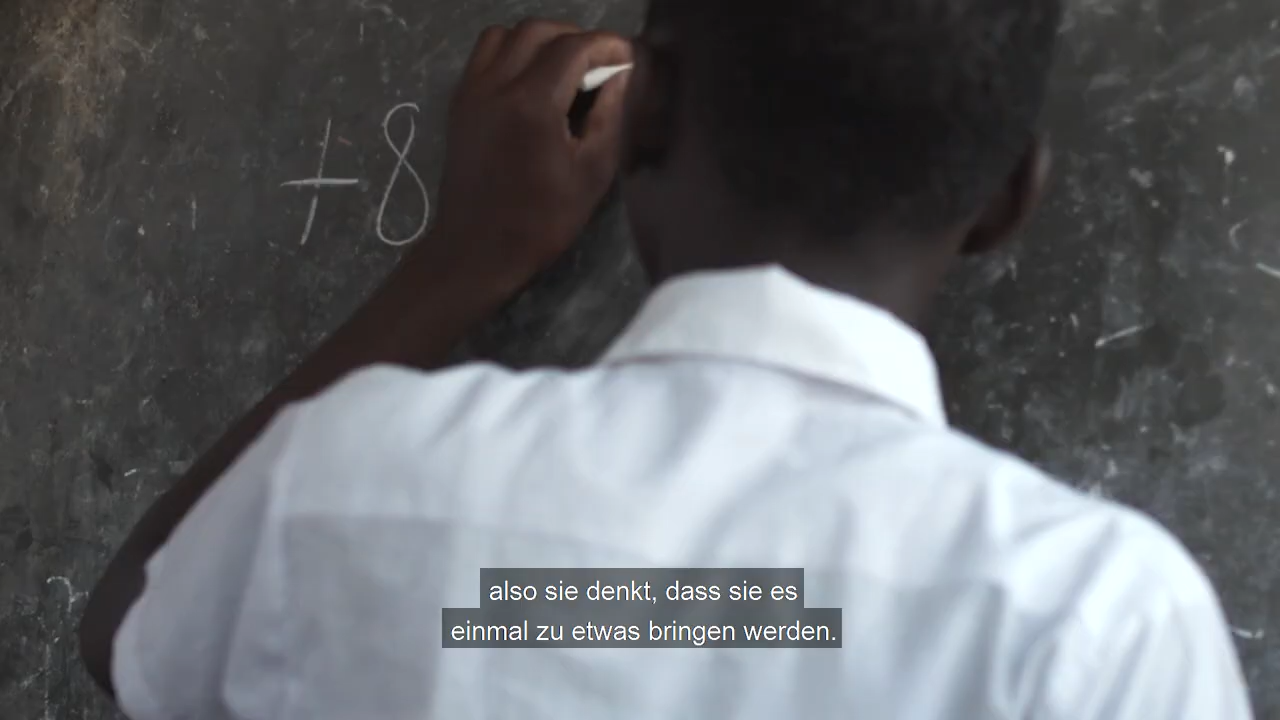 +8
also sie denkt, dass sie es
einmal zu etwas bringen werden.